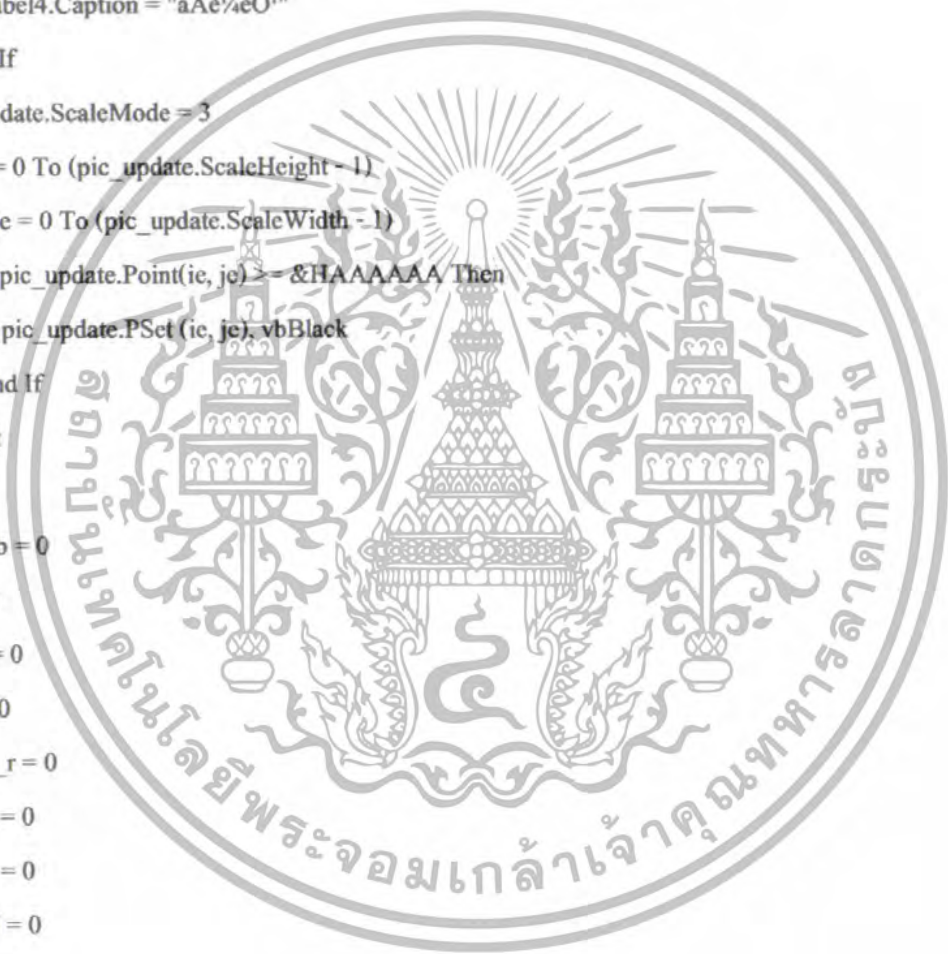 abel4.Caption = "aAe¼eO'"
If
date.ScaleMode = 3
= 0 To (pic_update.ScaleHeight - 1)
e = 0 To (pic_update.ScaleWidth - 1)
pic_update.Point(ie, je) >= &HAAAAAA Then
pic_update.PSet (ie, je), vbBlack
nd If
p = 0
= 0
0
_r = 0
= 0
= 0
= 0
สถาบันเทคโนโลยีพระจอมเกล้าเจ้าคุณทหารลาดกระบัง